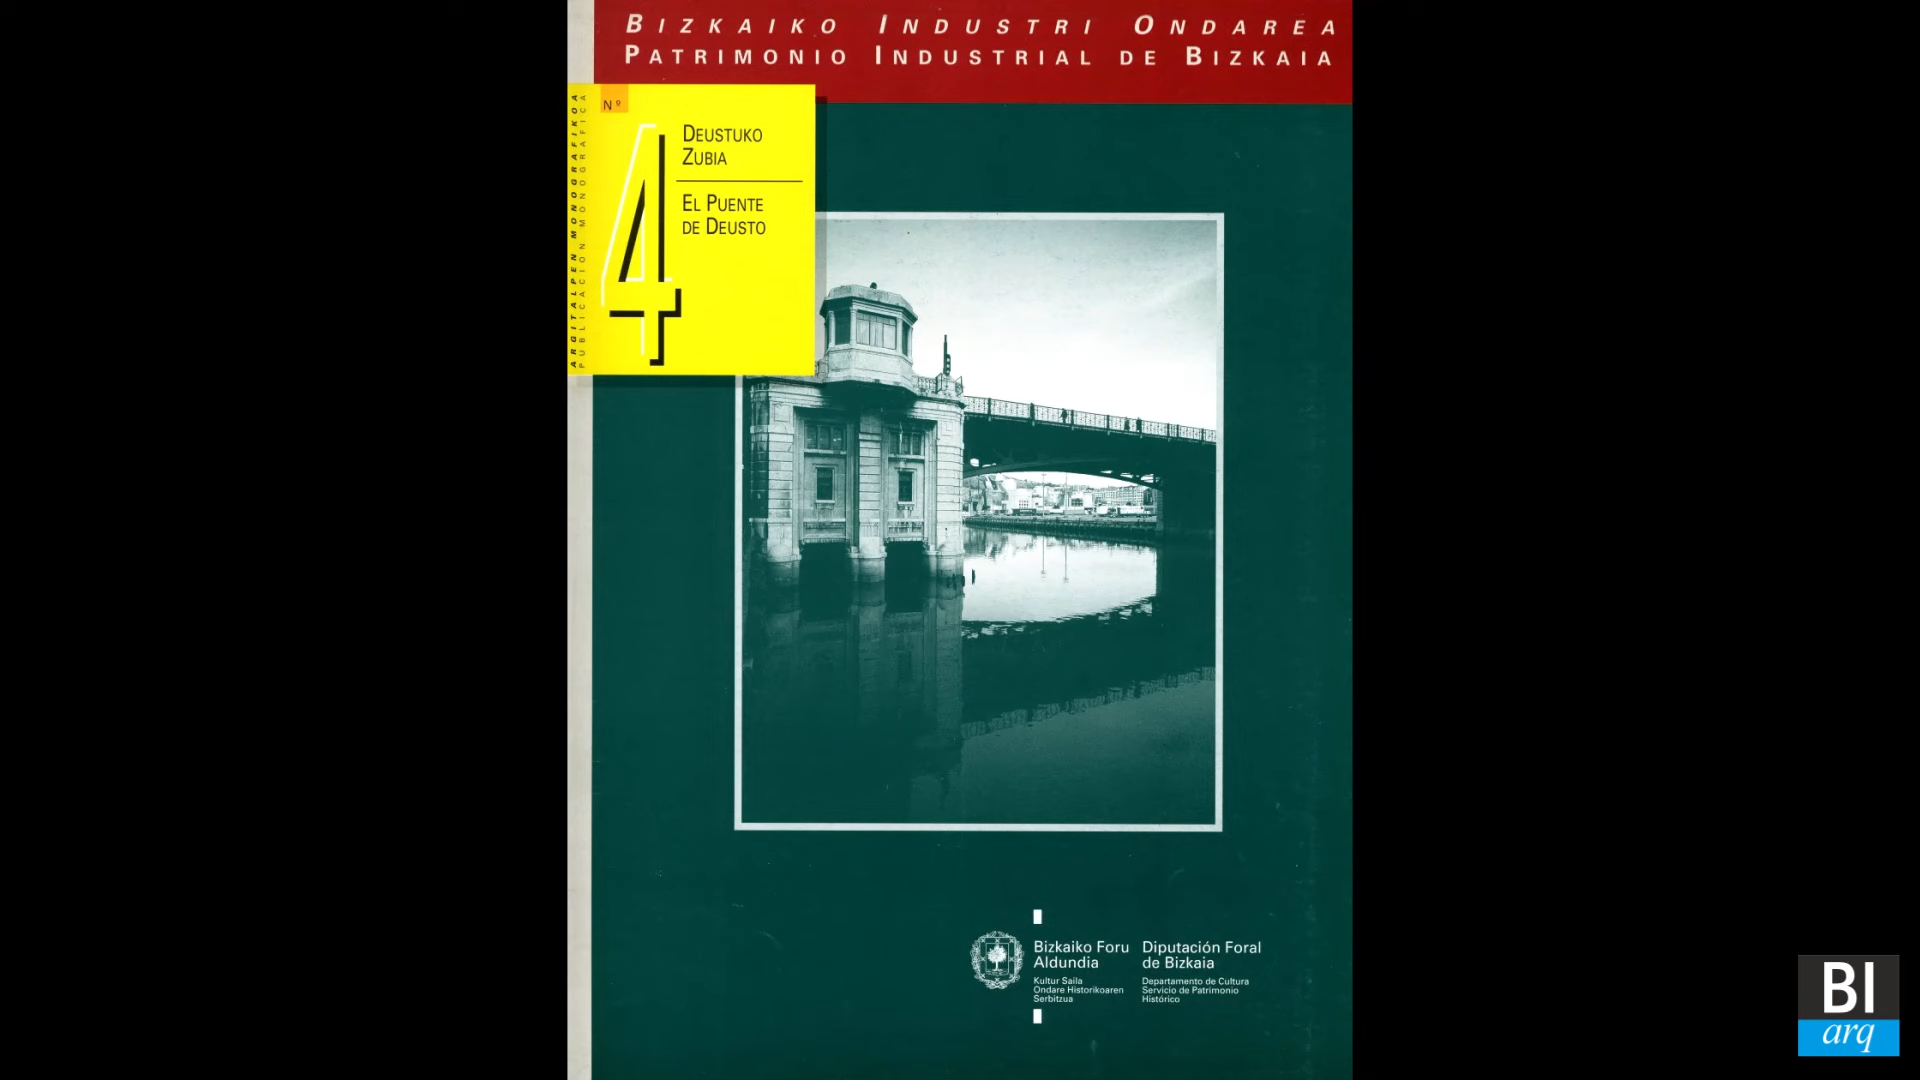 BIZKAIKO INDUSTRI ONDAREA
PATRIMONIO INDUSTRIAL DE BIZKAIA
ARGITALPEN MONOGRAFIKOA
PUBLICACIÓN MONOGRÁFICA
Nº
4
DEUSTUKO
ZUBIA
EL PUENTE
DE DEUSTO
Bizkaiko Foru
Aldundia
Kultur Saila
Ondare Historikoaren
Serbitzua
Diputación Foral
de Bizkaia
Departamento de Cultura
Servicio de Patrimonio
Histórico
BI
arq